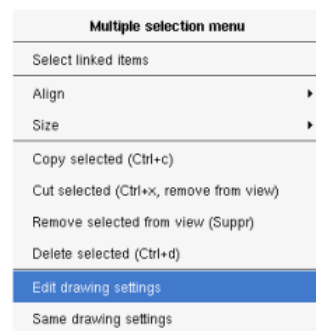 Multiple selection menu
Select linked items
Align
Size
Copy selected (Ctrl+c)
Cut selected (Ctrl+x, remove from view)
Remove selected from view (Suppr)
Delete selected (Ctrl+d)
Edit drawing settings
Same drawing settings